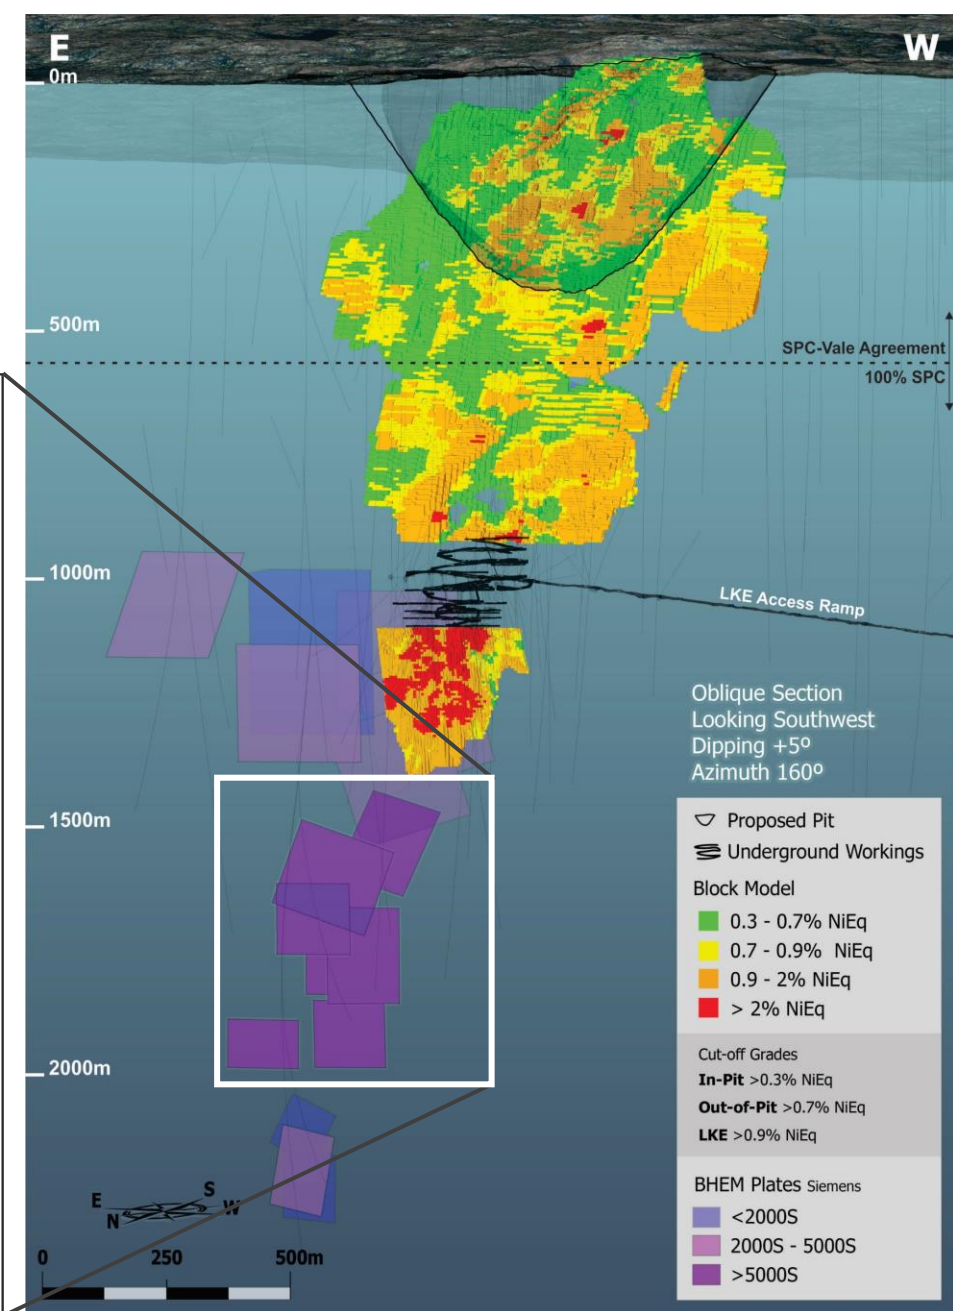 E
W
0m
500m
SPC-Vale Agreement
100% SPC
1000m
LKE Access Ramp
Oblique Section
Looking Southwest
Dipping +5º
Azimuth 160º
1500m
Proposed Pit
Underground Workings
Block Model
0.3 - 0.7% NiEq
0.7 - 0.9% NiEq
0.9 - 2% NiEq
> 2% NiEq
2000m
Cut-off Grades
In-Pit >0.3% NiEq
Out-of-Pit >0.7% NiEq
LKE >0.9% NiEq
BHEM Plates Siemens
<2000S
2000S - 5000S
>5000S
E S
N W
0 250 500m